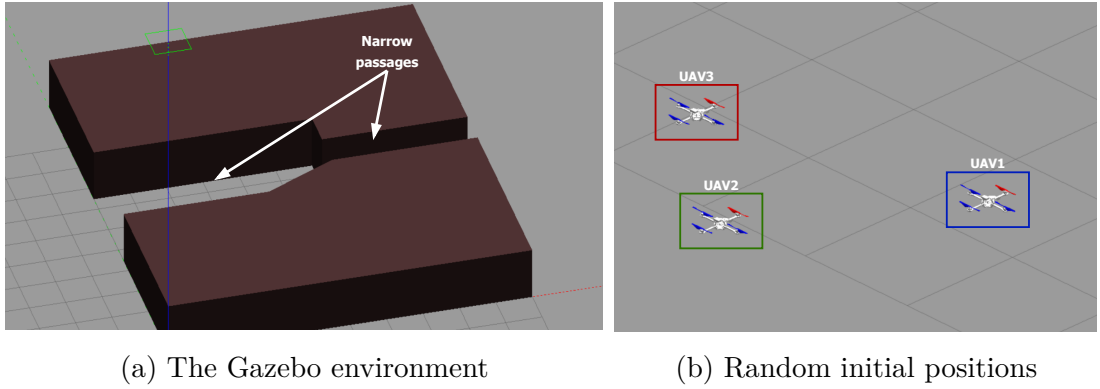 Narrow
passages
UAV3
UAV2
UAV1
(a) The Gazebo environment
(b) Random initial positions